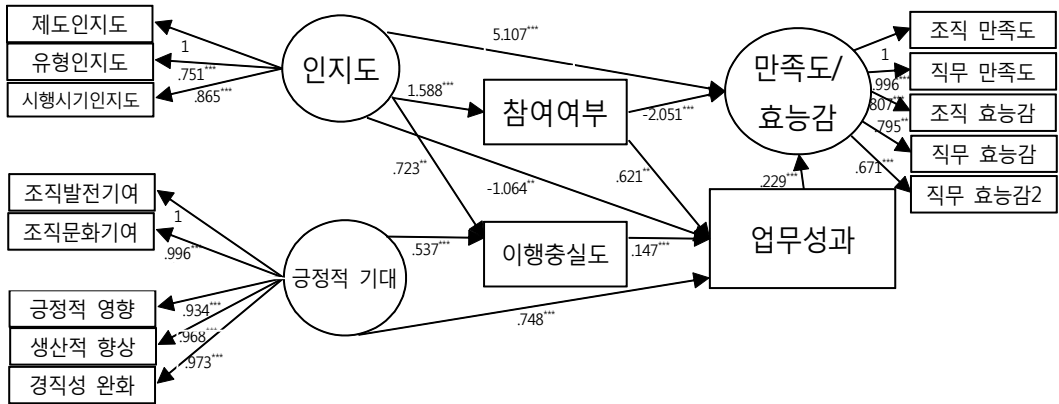 제도인지도
유형인지도
시행시기인지도
1
.751***
.865***
인지도
5.107***
1.588***
.723**
-1.064**
참여여부
-2.051***
.621**
만족도/
효능감
조직 만족도
직무 만족도
조직 효능감
직무 효능감
직무 효능감2
1
.996***
.795**
.671***
.229***
조직발전기여
조직문화기여
긍정적 영향
생산적 향상
경직성 완화
1
.996***
.934***
.968***
.973***
긍정적 기대
.537***
이행충실도
.147***
.748***
업무성과